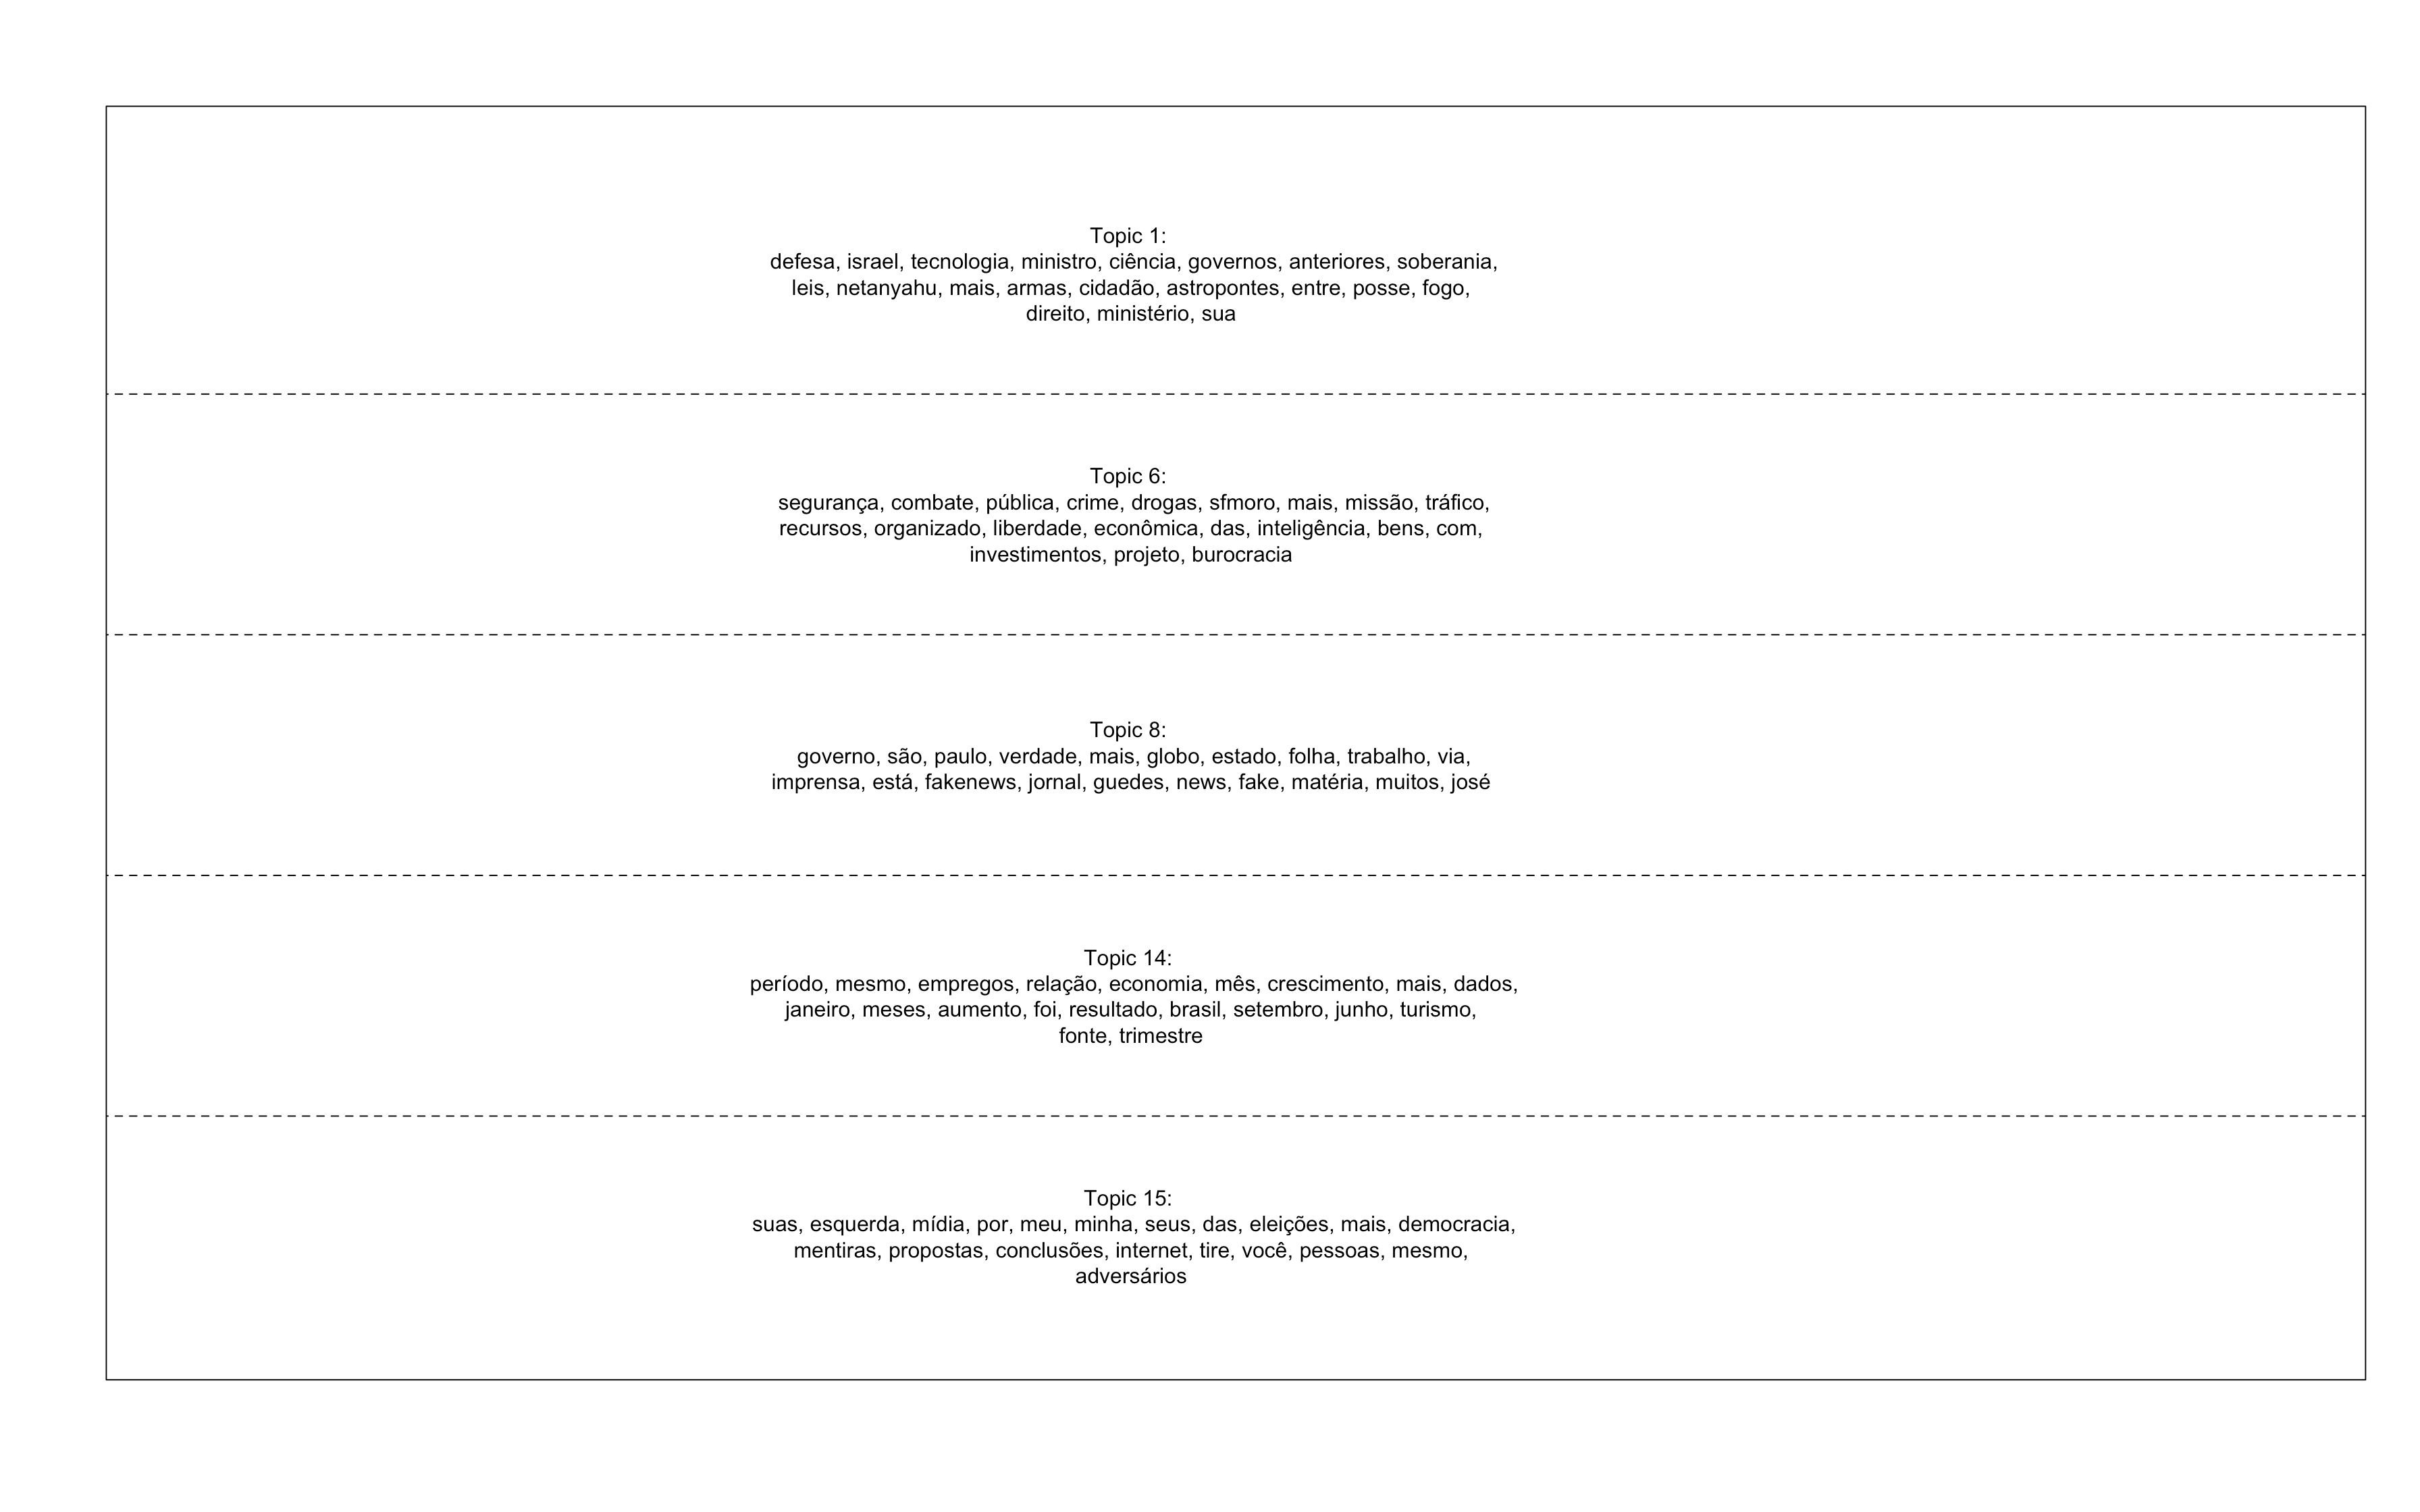 Topic 1:
defesa, israel, tecnologia, ministro, ciência, governos, anteriores, soberania,
leis, netanyahu, mais, armas, cidadão, astropontes, entre, posse, fogo,
direito, ministério, sua
Topic 6:
segurança, combate, pública, crime, drogas, sfmoro, mais, missão, tráfico,
recursos, organizado, liberdade, econômica, das, inteligência, bens, com,
investimentos, projeto, burocracia
Topic 8:
governo, são, paulo, verdade, mais, globo, estado, folha, trabalho, via,
imprensa, está, fakenews, jornal, guedes, news, fake, matéria, muitos, josé
Topic 14:
período, mesmo, empregos, relação, economia, mês, crescimento, mais, dados,
janeiro, meses, aumento, foi, resultado, brasil, setembro, junho, turismo,
fonte, trimestre
Topic 15:
suas, esquerda, mídia, por, meu, minha, seus, das, eleições, mais, democracia,
mentiras, propostas, conclusões, internet, tire, você, pessoas, mesmo,
adversários